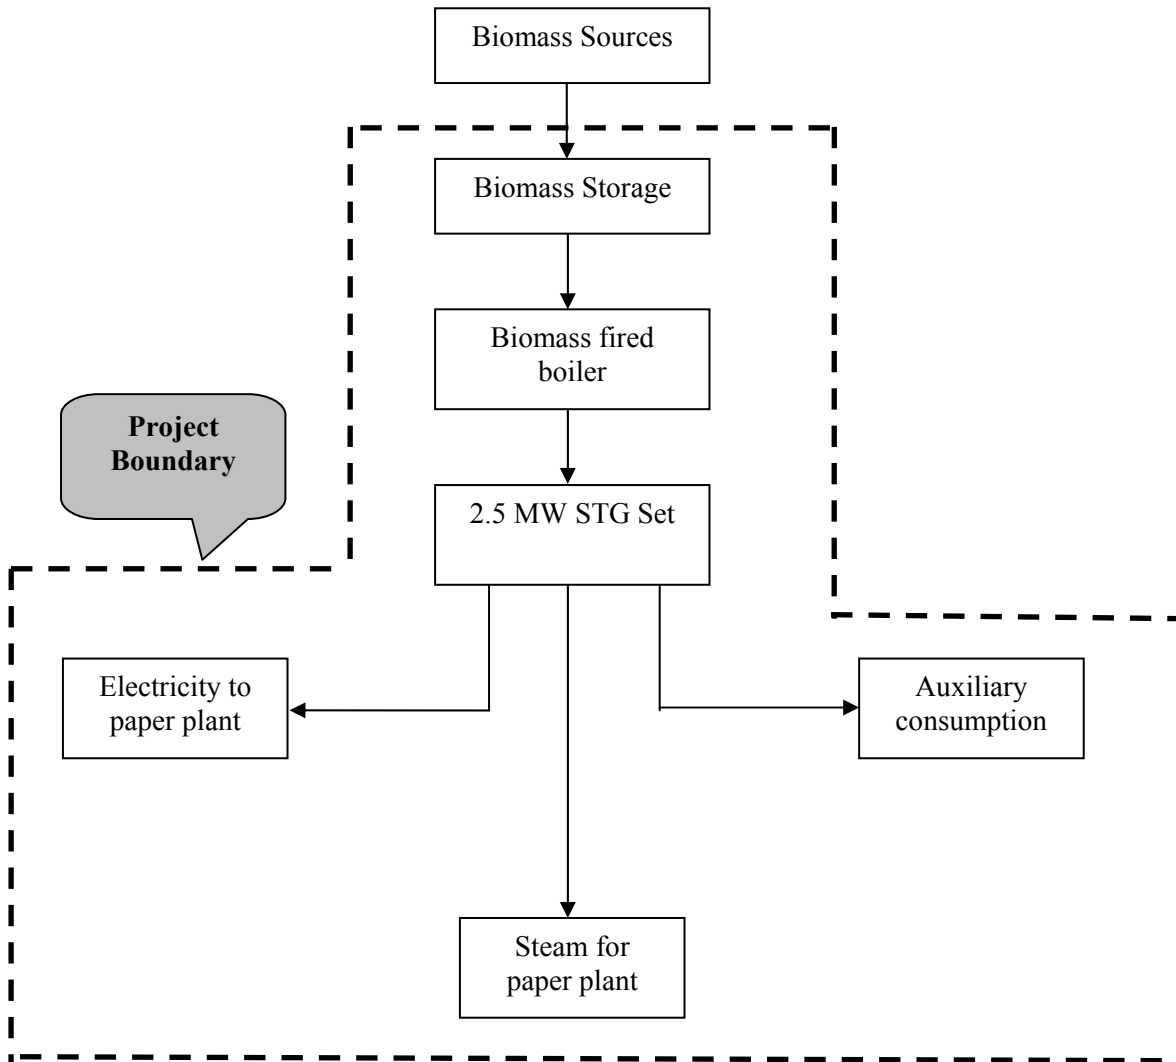 Biomass Sources
Biomass Storage
Biomass fired
boiler
Project
Boundary
2.5 MW STG Set
Electricity to
paper plant
Auxiliary
consumption
Steam for
paper plant